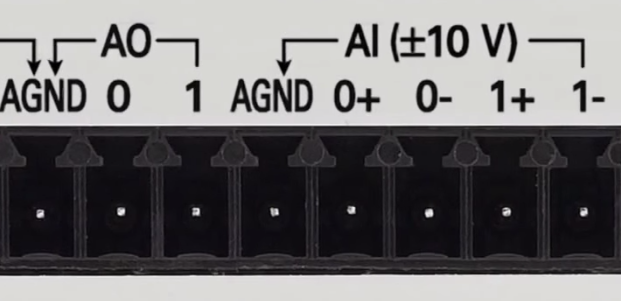 AO AI (±10 V)
AGND 0 1 AGND 0+ 0- 1+ 1-